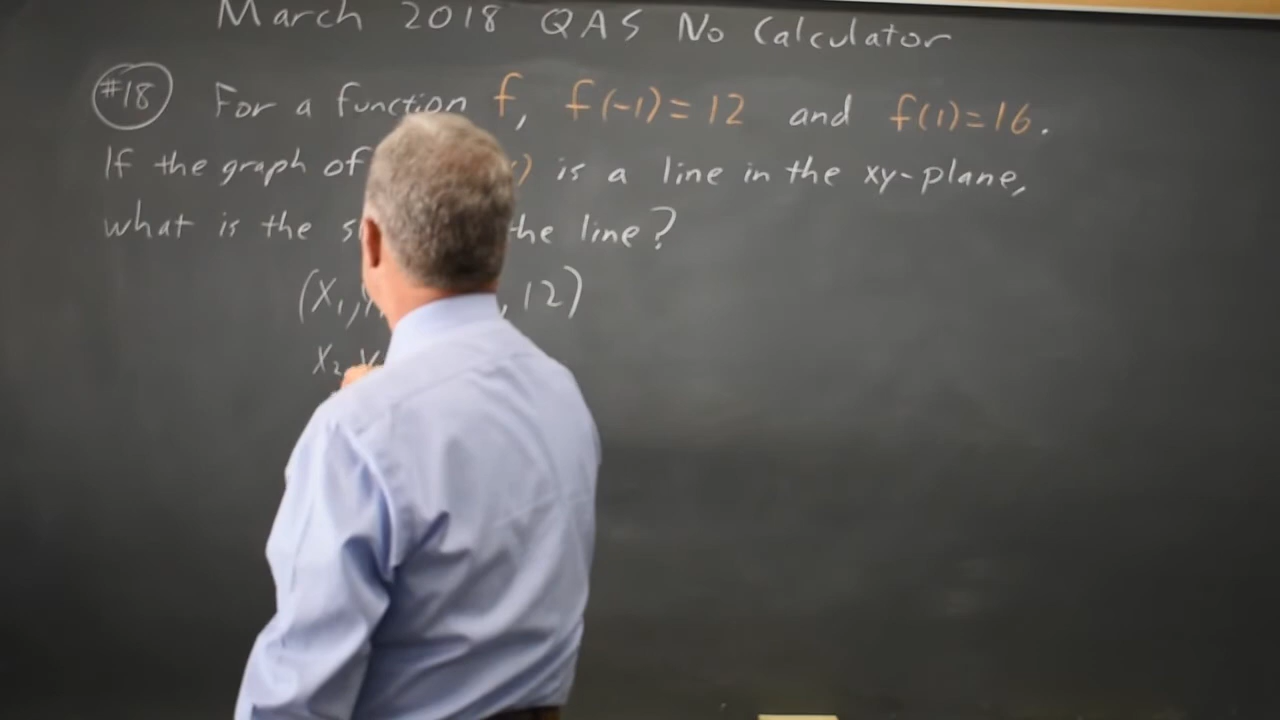 March 2018 QAS No Calculator
#18 For a function f, f(-1)=12 and f(1)=16.
If the graph of ) is a line in the xy-plane,
what is the the line?
(x₁, , 12)
x₂